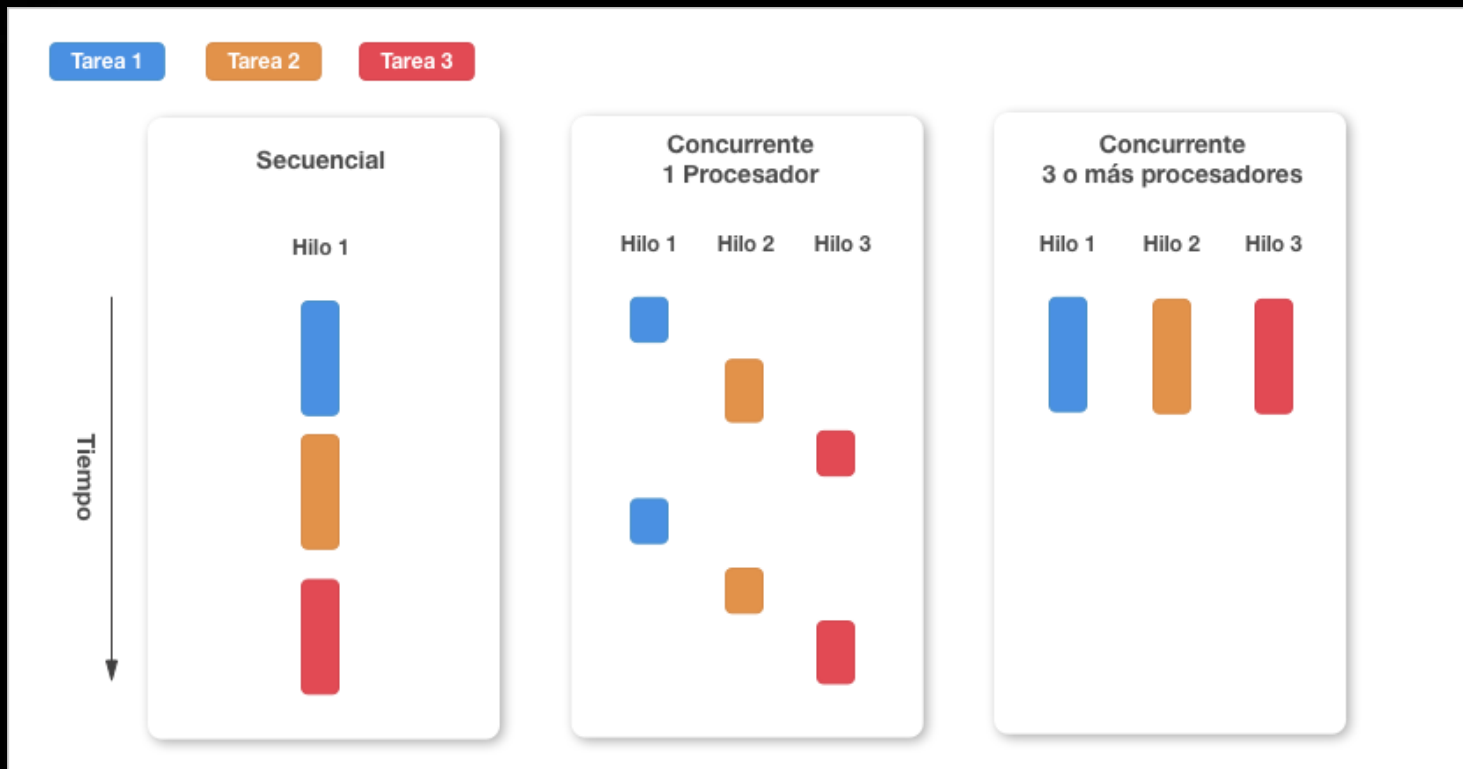 Tarea 1
Tarea 2
Tarea 3
Secuencial
Hilo 1
Concurrente
1 Procesador
Hilo 1
Hilo 2
Hilo 3
Concurrente
3 o más procesadores
Hilo 1
Hilo 2
Hilo 3
Tiempo